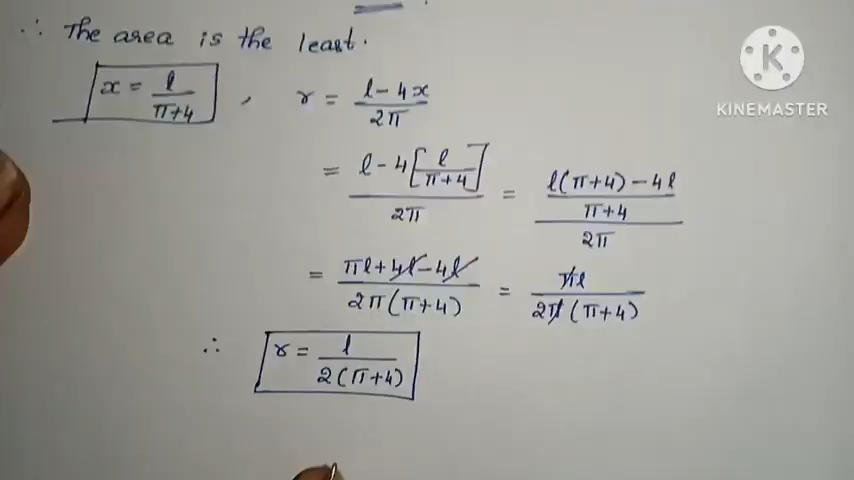 ∴ The area is the least.
x = l/(π+4) , r = (l - 4x)/2π
= (l - 4[l/(π+4)])/2π = ((l(π+4) - 4l)/(π+4))/2π
= (πl + 4l - 4l)/(2π(π+4)) = πl/(2π(π+4))
∴ r = l/(2(π+4))
K
KINEMASTER